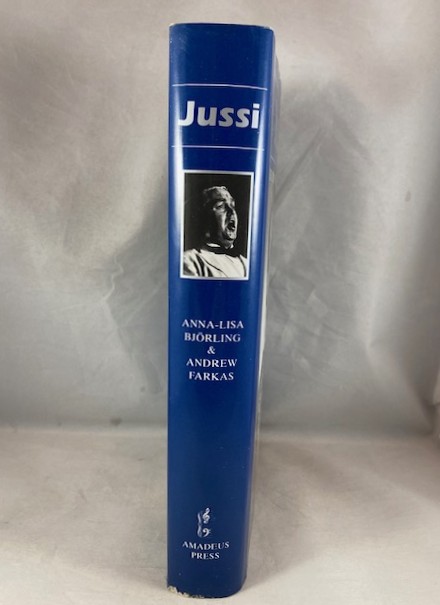 Jussi
ANNA-LISA
BJÖRLING
&
ANDREW
FARKAS
AMADEUS
PRESS